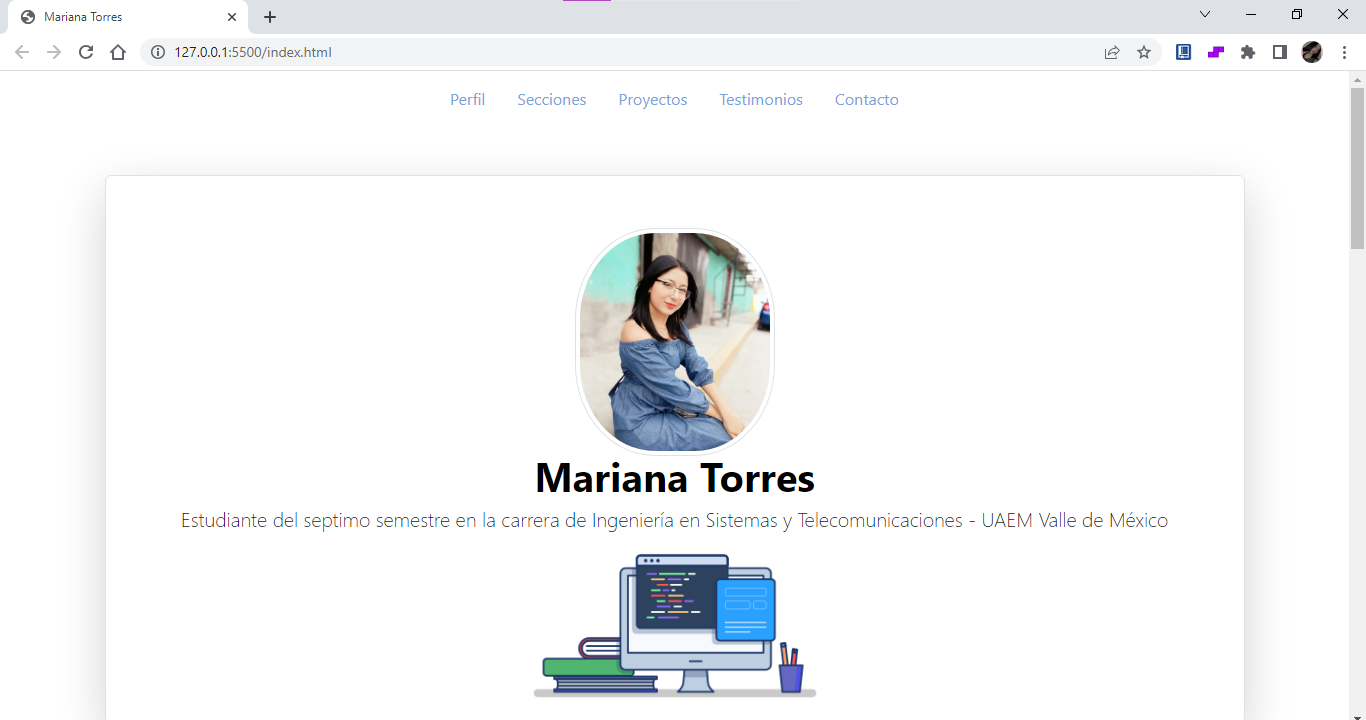 Mariana Torres
127.0.0.1:5500/index.html
Perfil Secciones Proyectos Testimonios Contacto
Mariana Torres
Estudiante del septimo semestre en la carrera de Ingeniería en Sistemas y Telecomunicaciones - UAEM Valle de México